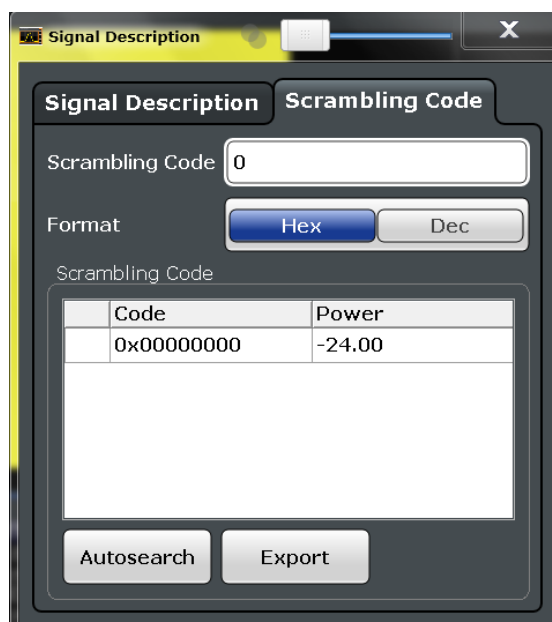 Signal Description
X
Signal Description Scrambling Code
Scrambling Code 0
Format Hex Dec
Scrambling Code
Code Power
0x00000000 -24.00
Autosearch Export